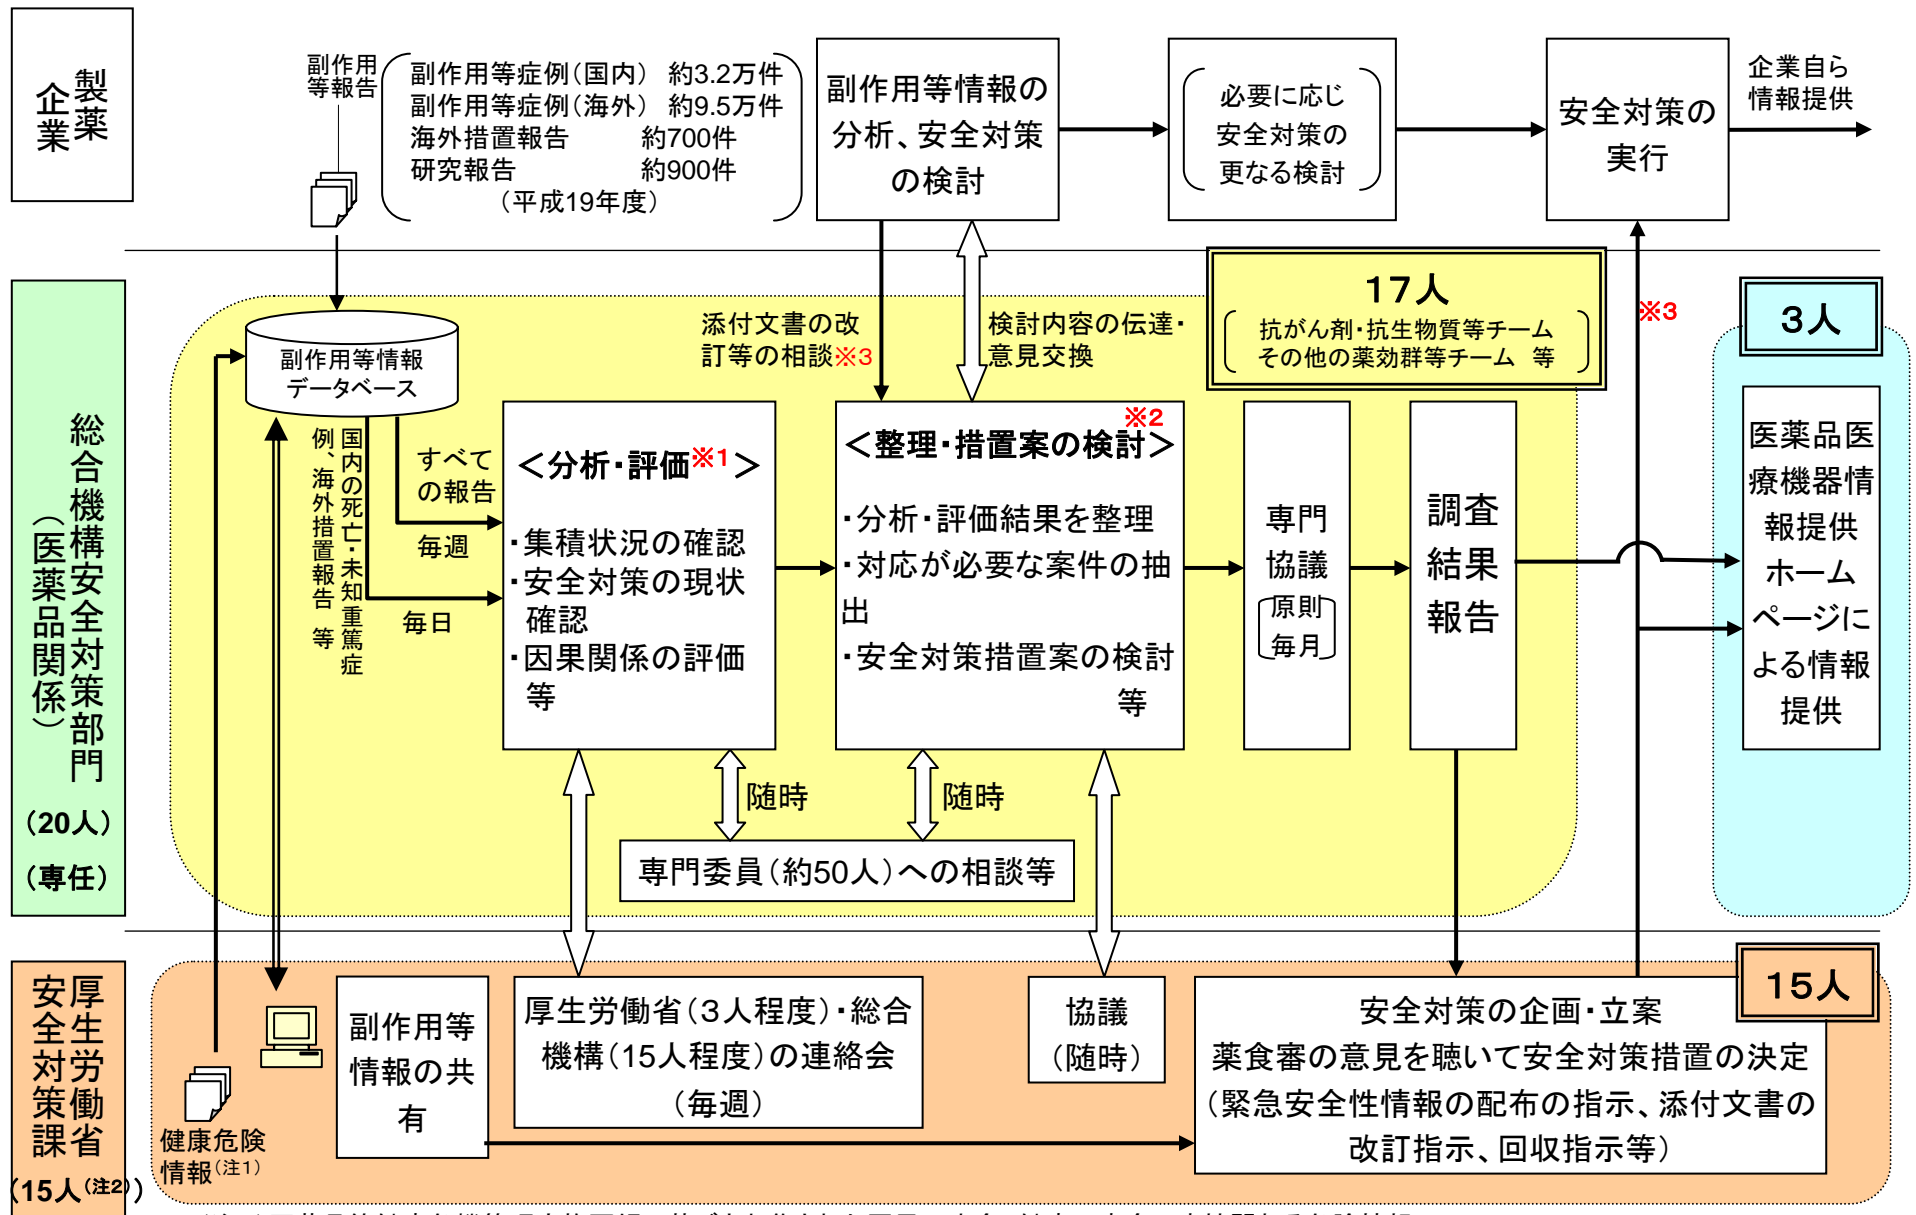 製薬
企業
副作用
等報告
副作用等症例(国内) 約3.2万件
副作用等症例(海外) 約9.5万件
海外措置報告 約700件
研究報告 約900件
(平成19年度)
副作用等情報の
分析、安全対策
の検討
必要に応じ
安全対策の
更なる検討
安全対策の
実行
企業自ら
情報提供
総合機構安全対策部門
(医薬品関係)
(20人)
(専任)
副作用等情報
データベース
国内の死亡・未知重篤症
例、海外措置報告 等
すべて
の報告
毎週
毎日
添付文書の改
訂等の相談※3
検討内容の伝達・
意見交換
17人
抗がん剤・抗生物質等チーム
その他の薬効群等チーム 等
※3
3人
<分析・評価※1>
・集積状況の確認
・安全対策の現状
確認
・因果関係の評価
等
※2
<整理・措置案の検討>
・分析・評価結果を整理
・対応が必要な案件の抽
出
・安全対策措置案の検討
等
専門
協議
原則
毎月
調査
結果
報告
医薬品医
療機器情
報提供
ホーム
ページに
よる情報
提供
随時
随時
専門委員(約50人)への相談等
厚生労働省
安全対策課
(15人(注2))
健康危険
情報(注1)
副作用等
情報の共
有
厚生労働省(3人程度)・総合
機構(15人程度)の連絡会
(毎週)
協議
(随時)
15人
安全対策の企画・立案
薬食審の意見を聴いて安全対策措置の決定
(緊急安全性情報の配布の指示、添付文書の
改訂指示、回収指示等)